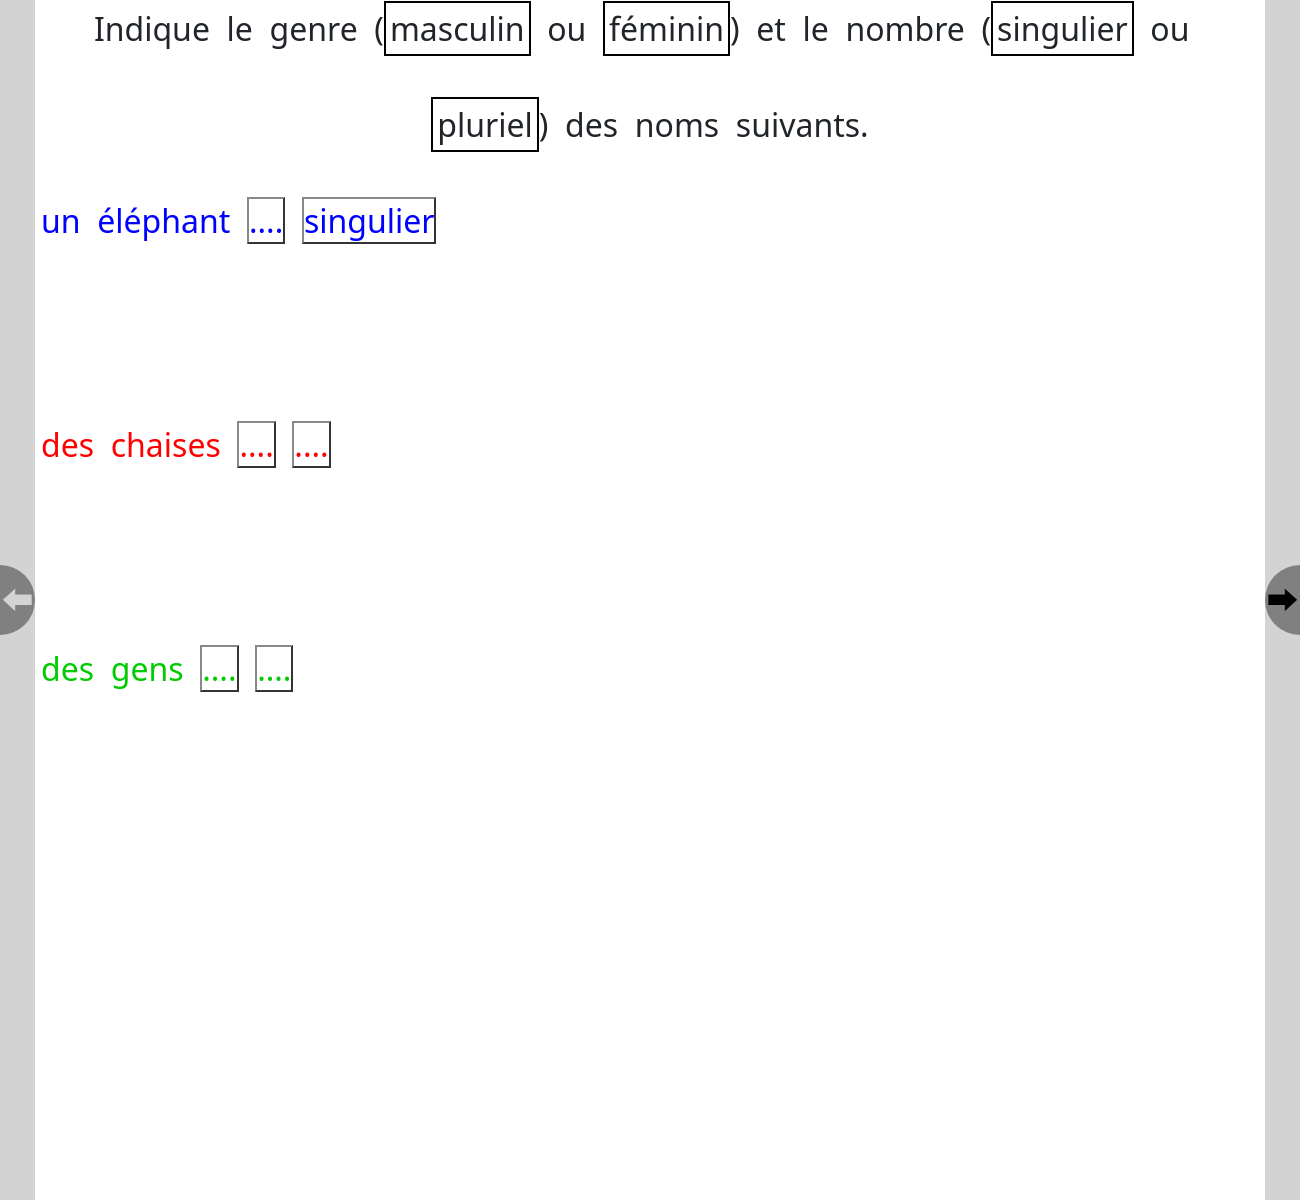 Indique le genre (masculin ou féminin) et le nombre (singulier ou
pluriel) des noms suivants.
un éléphant .... singulier
des chaises .... ....
des gens .... ....